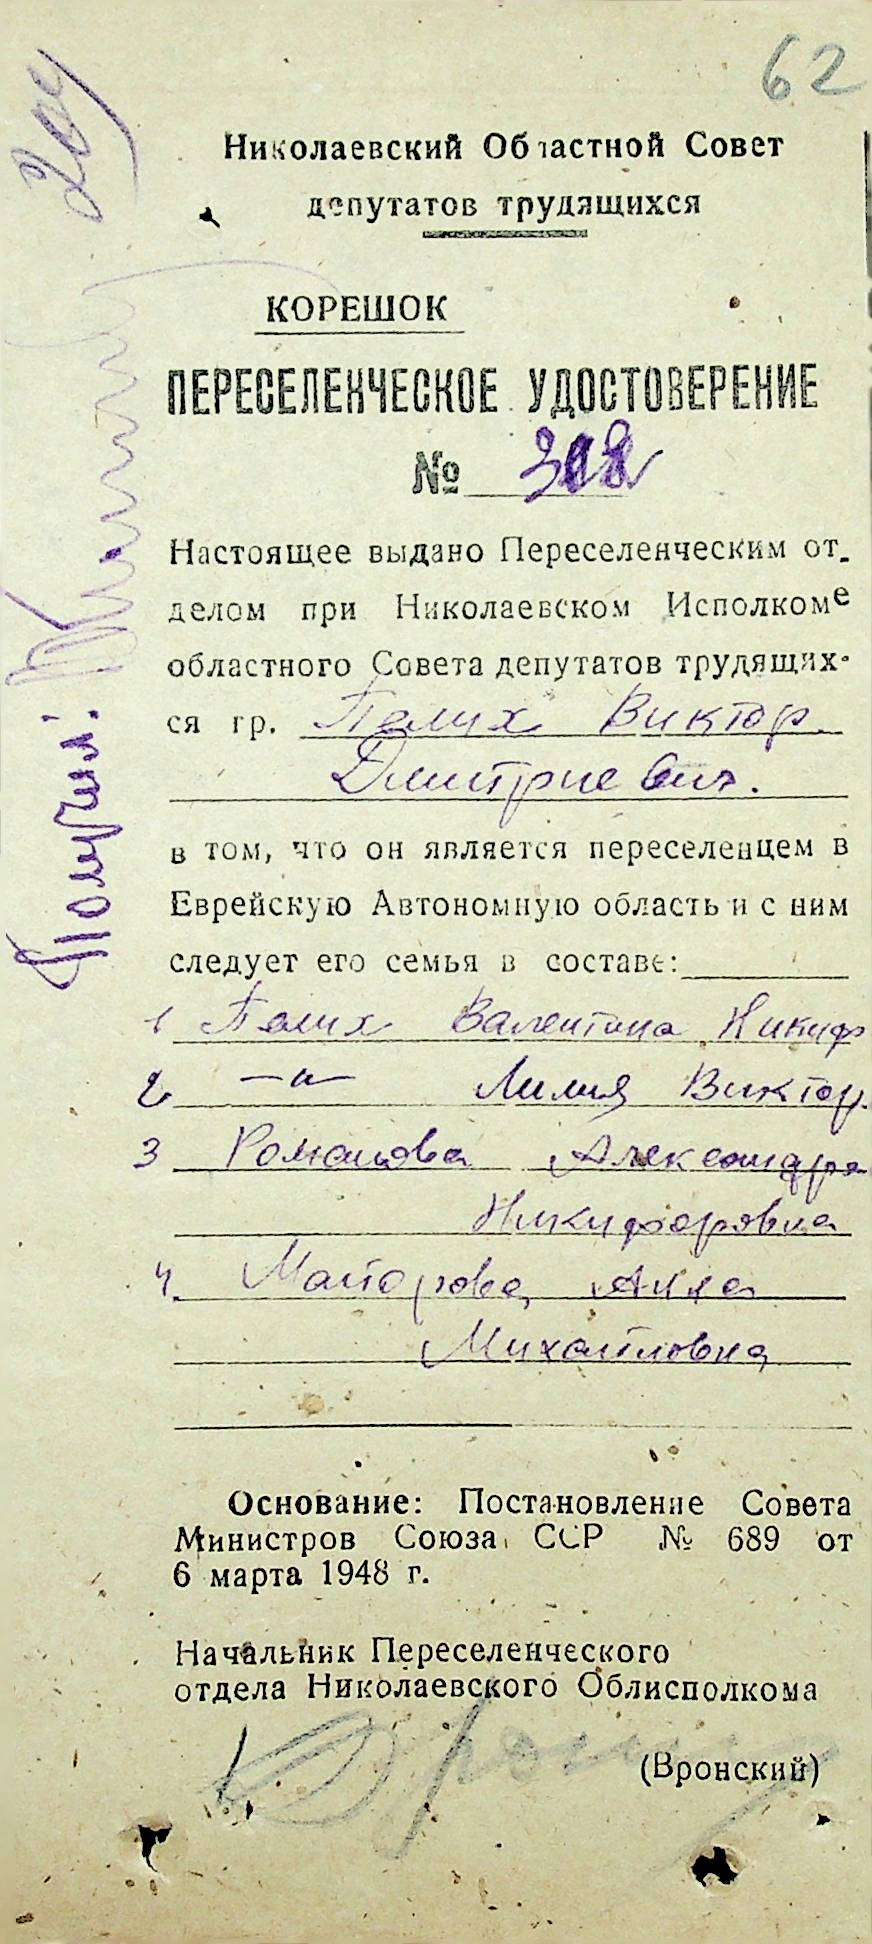 62
Николаевский Областной Совет
депутатов трудящихся
КОРЕШОК
ПЕРЕСЕЛЕНЧЕСКОЕ УДОСТОВЕРЕНИЕ
№
Настоящее выдано Переселенческим от-
делом при Николаевском Исполкоме
областного Совета депутатов трудящих-
ся гр. Пелих Виктор
Дмитриевич.
в том, что он является переселенцем в
Еврейскую Автономную область и с ним
следует его семья в составе:
1 Пелих Валентина Никиф
2 —"— Лилия Виктор.
3 Романова Александра
Никифоровна
4. Майорова Анна
Михайловна
Основание: Постановление Совета
Министров Союза ССР № 689 от
6 марта 1948 г.
Начальник Переселенческого
отдела Николаевского Облисполкома
(Вронский)
Получил: